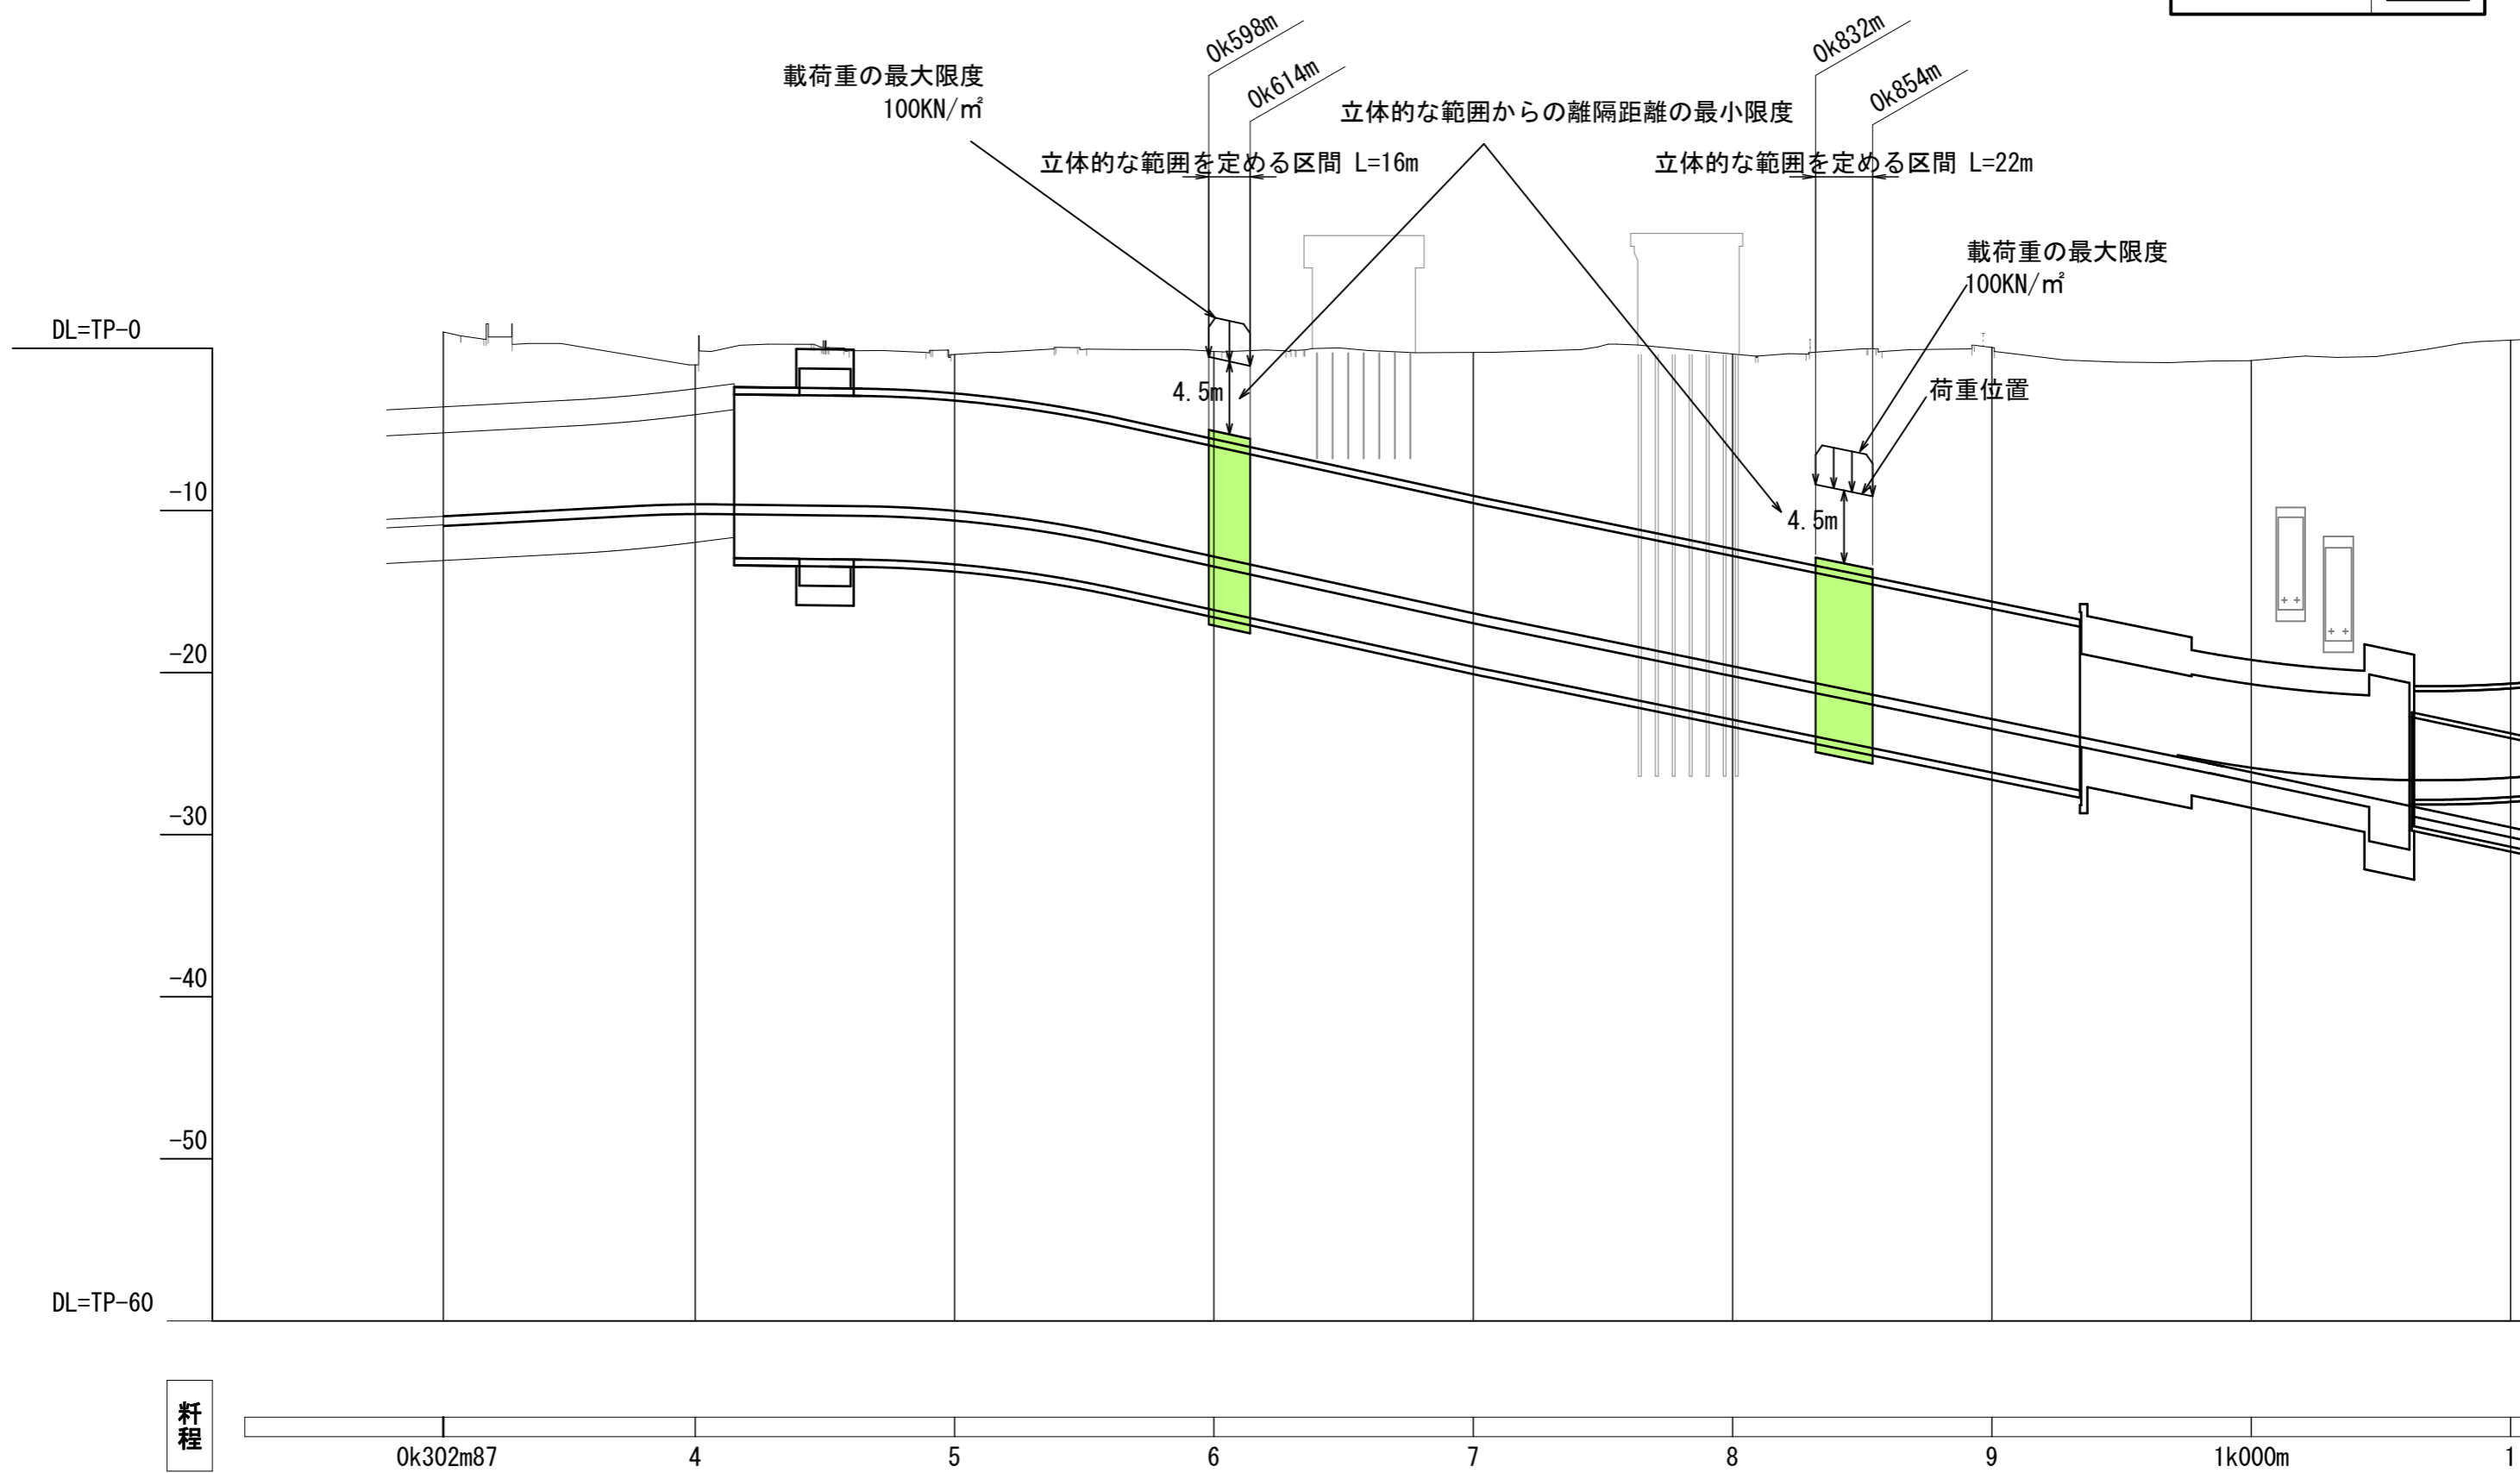 0k598m
0k614m
0k832m
0k854m
載荷重の最大限度
100KN/㎡
立体的な範囲からの離隔距離の最小限度
立体的な範囲を定める区間 L=16m
立体的な範囲を定める区間 L=22m
載荷重の最大限度
100KN/㎡
DL=TP-0
4.5m
荷重位置
-10
4.5m
-20
-30
-40
-50
DL=TP-60
粁程
0k302m87
4
5
6
7
8
9
1k000m
1